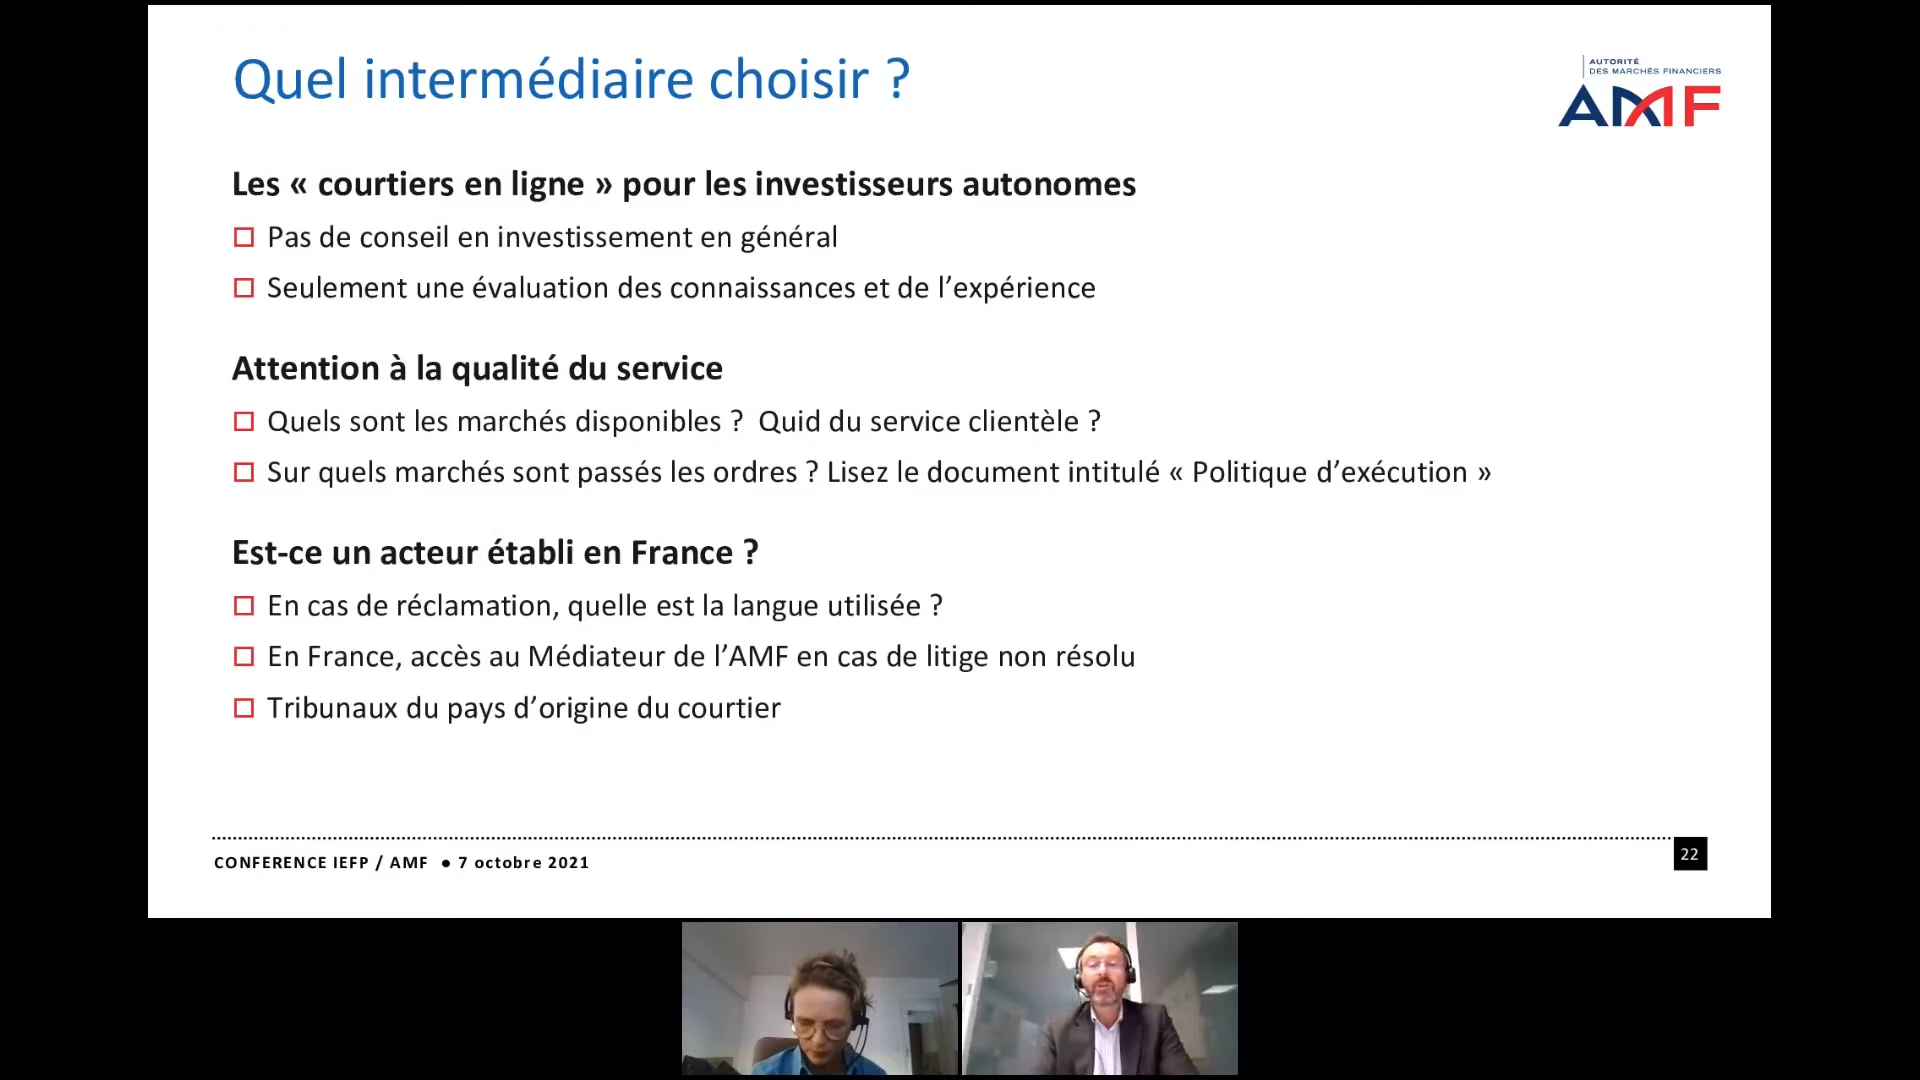 Quel intermédiaire choisir ?
AUTORITÉ
DES MARCHÉS FINANCIERS
AMF
Les « courtiers en ligne » pour les investisseurs autonomes
Pas de conseil en investissement en général
Seulement une évaluation des connaissances et de l’expérience
Attention à la qualité du service
Quels sont les marchés disponibles ?  Quid du service clientèle ?
Sur quels marchés sont passés les ordres ? Lisez le document intitulé « Politique d’exécution »
Est-ce un acteur établi en France ?
En cas de réclamation, quelle est la langue utilisée ?
En France, accès au Médiateur de l’AMF en cas de litige non résolu
Tribunaux du pays d’origine du courtier
CONFERENCE IEFP / AMF ● 7 octobre 2021
22